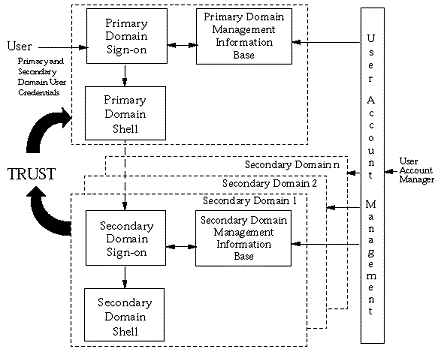 User
Primary and
Secondary
Domain User
Credentials
Primary
Domain
Sign-on
Primary Domain
Management
Information
Base
Primary
Domain
Shell
TRUST
Secondary Domain n
Secondary Domain 2
Secondary Domain 1
Secondary
Domain
Sign-on
Secondary Domain
Management
Information
Base
Secondary
Domain
Shell
User Account Management
User
Account
Manager